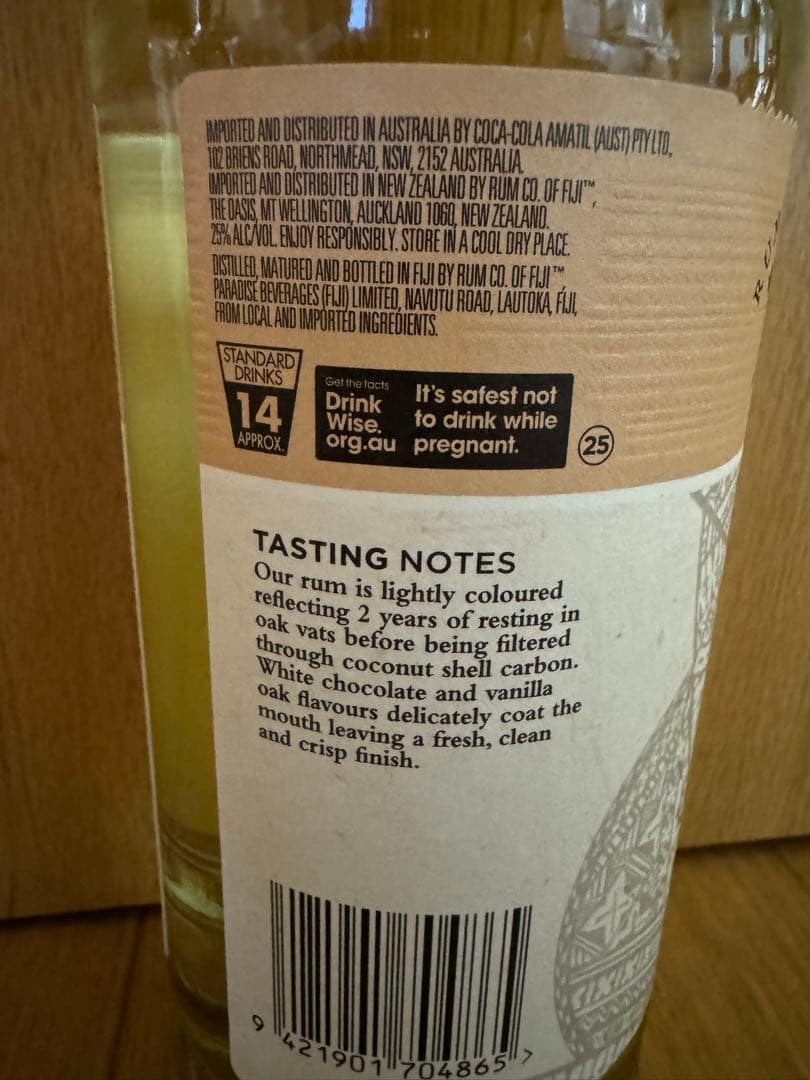 IMPORTED AND DISTRIBUTED IN AUSTRALIA BY COCA-COLA AMATIL (AUST) PTY LTD,
102 BRIENS ROAD, NORTHMEAD, NSW, 2152 AUSTRALIA.
IMPORTED AND DISTRIBUTED IN NEW ZEALAND BY RUM CO. OF FIJI™,
THE OASIS, MT WELLINGTON, AUCKLAND 1060, NEW ZEALAND.
25% ALC/VOL. ENJOY RESPONSIBLY. STORE IN A COOL DRY PLACE.
DISTILLED, MATURED AND BOTTLED IN FIJI BY RUM CO. OF FIJI™
PARADISE BEVERAGES (FIJI) LIMITED, NAVUTU ROAD, LAUTOKA, FIJI,
FROM LOCAL AND IMPORTED INGREDIENTS.
STANDARD
DRINKS
14
APPROX.
Get the facts
Drink
Wise.
org.au
It's safest not
to drink while
pregnant.
25
TASTING NOTES
Our rum is lightly coloured
reflecting 2 years of resting in
oak vats before being filtered
through coconut shell carbon.
White chocolate and vanilla
oak flavours delicately coat the
mouth leaving a fresh, clean
and crisp finish.
9 421901 704865 >